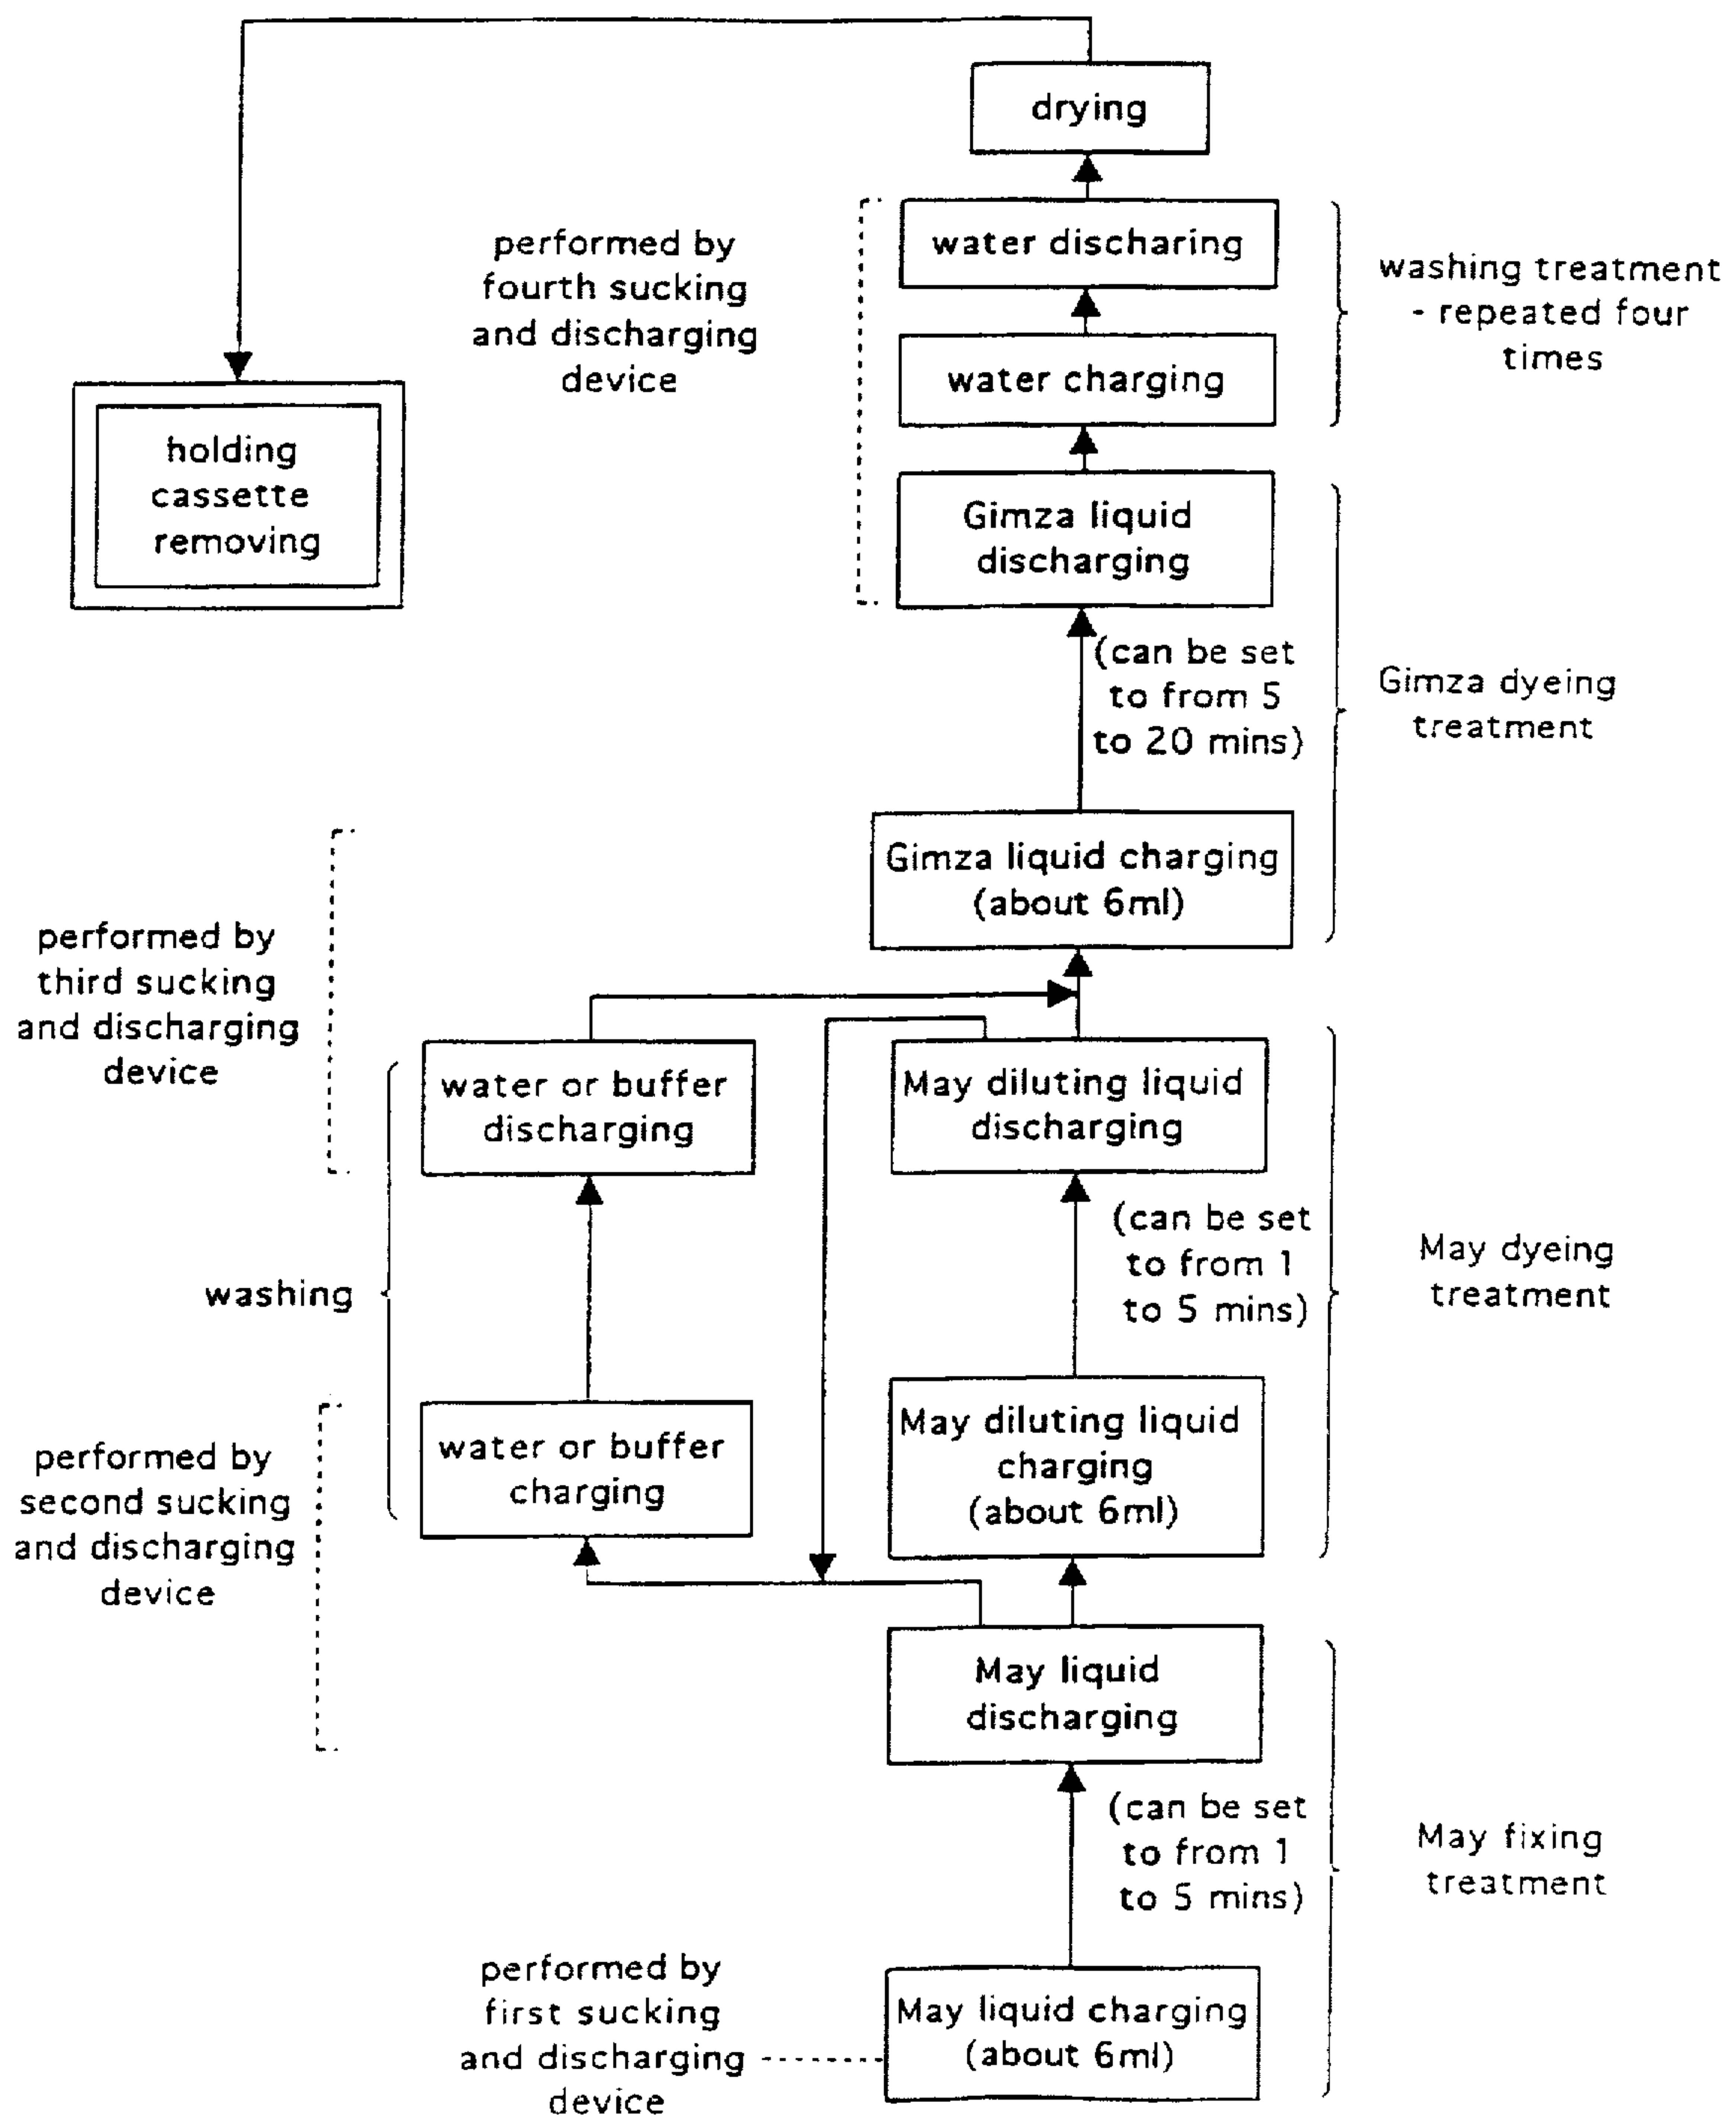 drying
performed by
fourth sucking
and discharging
device
water discharing
water charging
washing treatment
- repeated four
times
holding
cassette
removing
Gimza liquid
discharging
(can be set
to from 5
to 20 mins)
Gimza dyeing
treatment
Gimza liquid charging
(about 6ml)
performed by
third sucking
and discharging
device
water or buffer
discharging
May diluting liquid
discharging
(can be set
to from 1
to 5 mins)
May dyeing
treatment
washing
performed by
second sucking
and discharging
device
water or buffer
charging
May diluting liquid
charging
(about 6ml)
May liquid
discharging
(can be set
to from 1
to 5 mins)
May fixing
treatment
performed by
first sucking
and discharging
device
May liquid charging
(about 6ml)